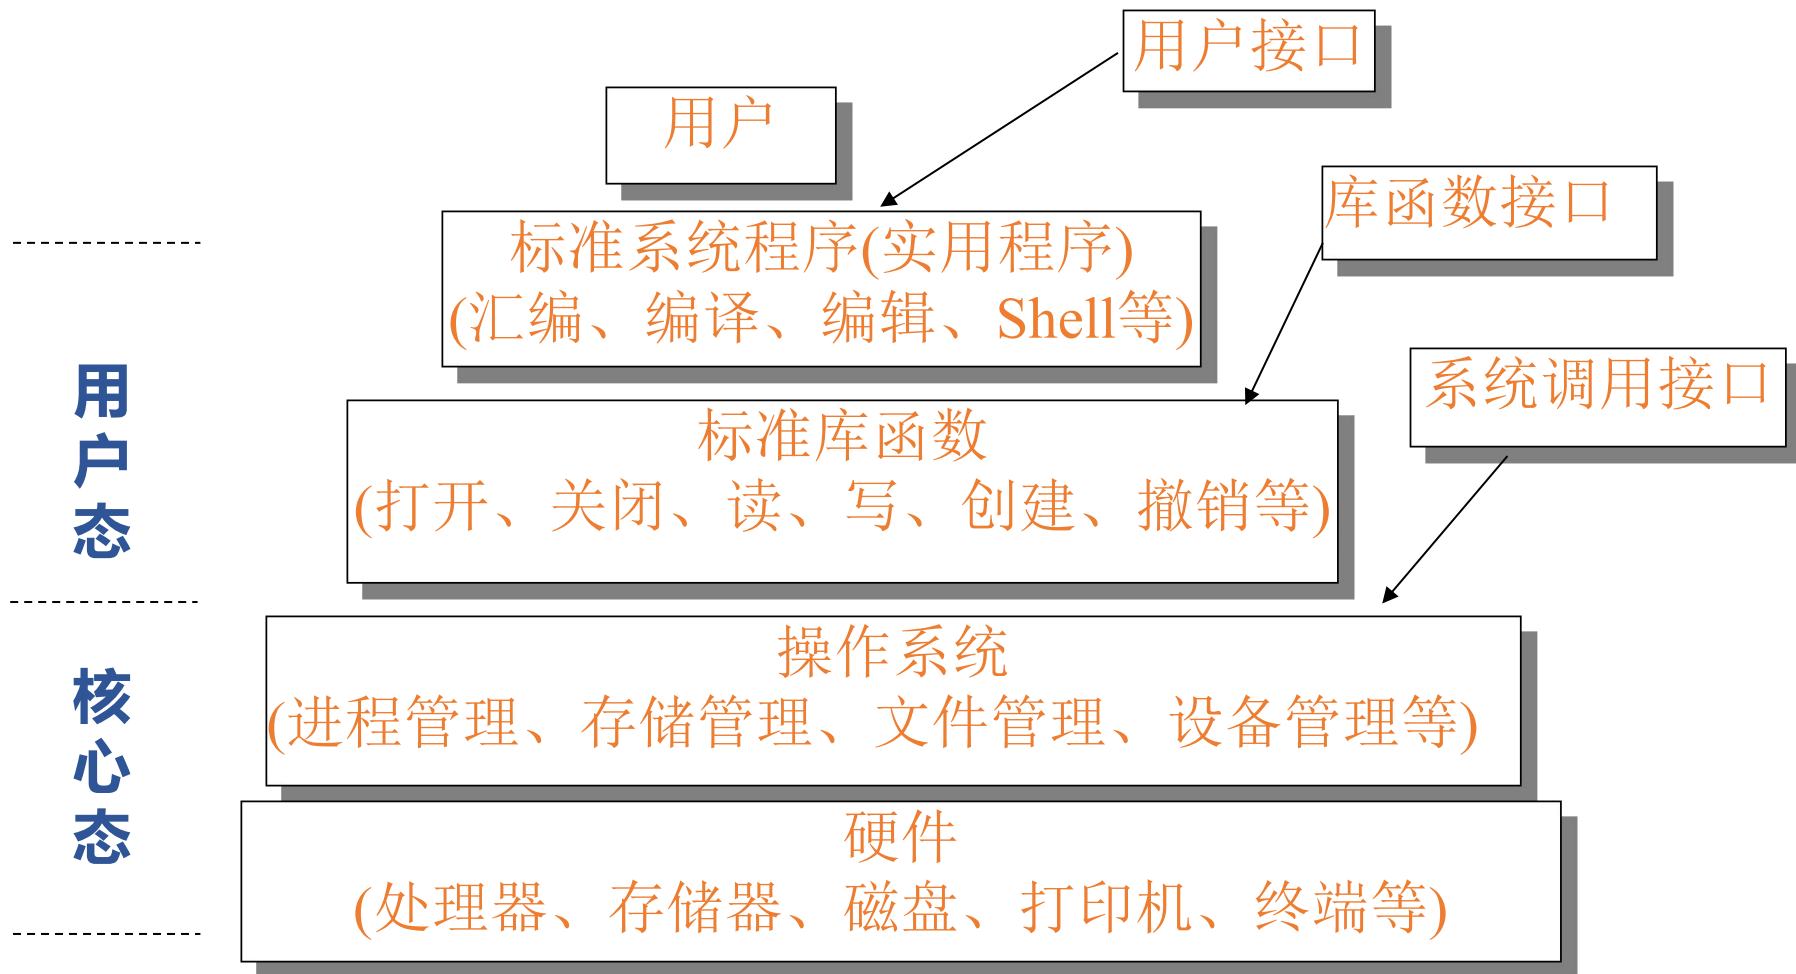 用户接口
用户
库函数接口
标准系统程序(实用程序)
(汇编、编译、编辑、Shell等)
系统调用接口
用户态
标准库函数
(打开、关闭、读、写、创建、撤销等)
核心态
操作系统
(进程管理、存储管理、文件管理、设备管理等)
硬件
(处理器、存储器、磁盘、打印机、终端等)